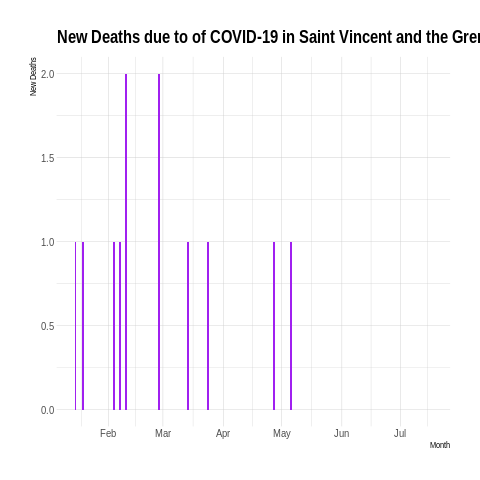 New Deaths due to of COVID-19 in Saint Vincent and the Gre
New Deaths
2.0
1.5
1.0
0.5
0.0
Feb Mar Apr May Jun Jul
Month